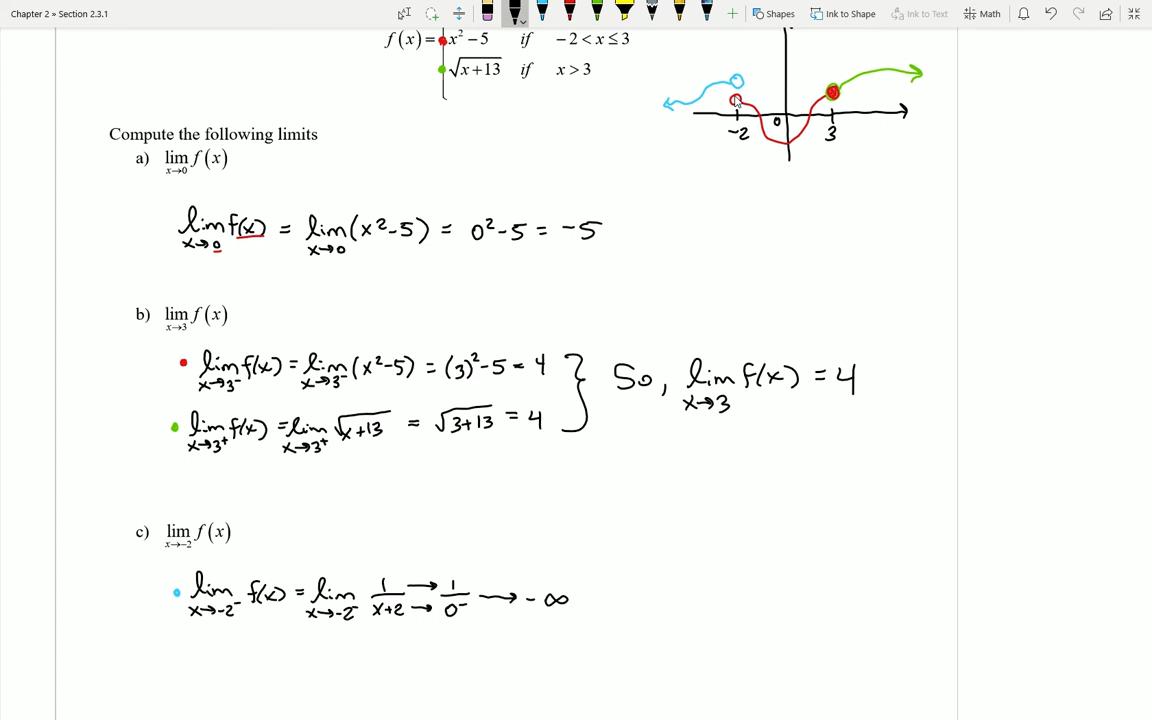 Chapter 2 » Section 2.3.1
Shapes
Ink to Shape
Ink to Text
Math
f(x) = x² − 5 if −2 < x ≤ 3
√(x+13) if x > 3
−2
0
3
Compute the following limits
a) lim x→0 f(x)
lim x→0 f(x) = lim x→0 (x² − 5) = 0² − 5 = −5
b) lim x→3 f(x)
lim x→3⁻ f(x) = lim x→3⁻ (x² − 5) = (3)² − 5 = 4
So, lim x→3 f(x) = 4
lim x→3⁺ f(x) = lim x→3⁺ √(x+13) = √(3+13) = 4
c) lim x→−2 f(x)
lim x→−2⁻ f(x) = lim x→−2⁻ 1/(x+2) → 1/0⁻ → −∞